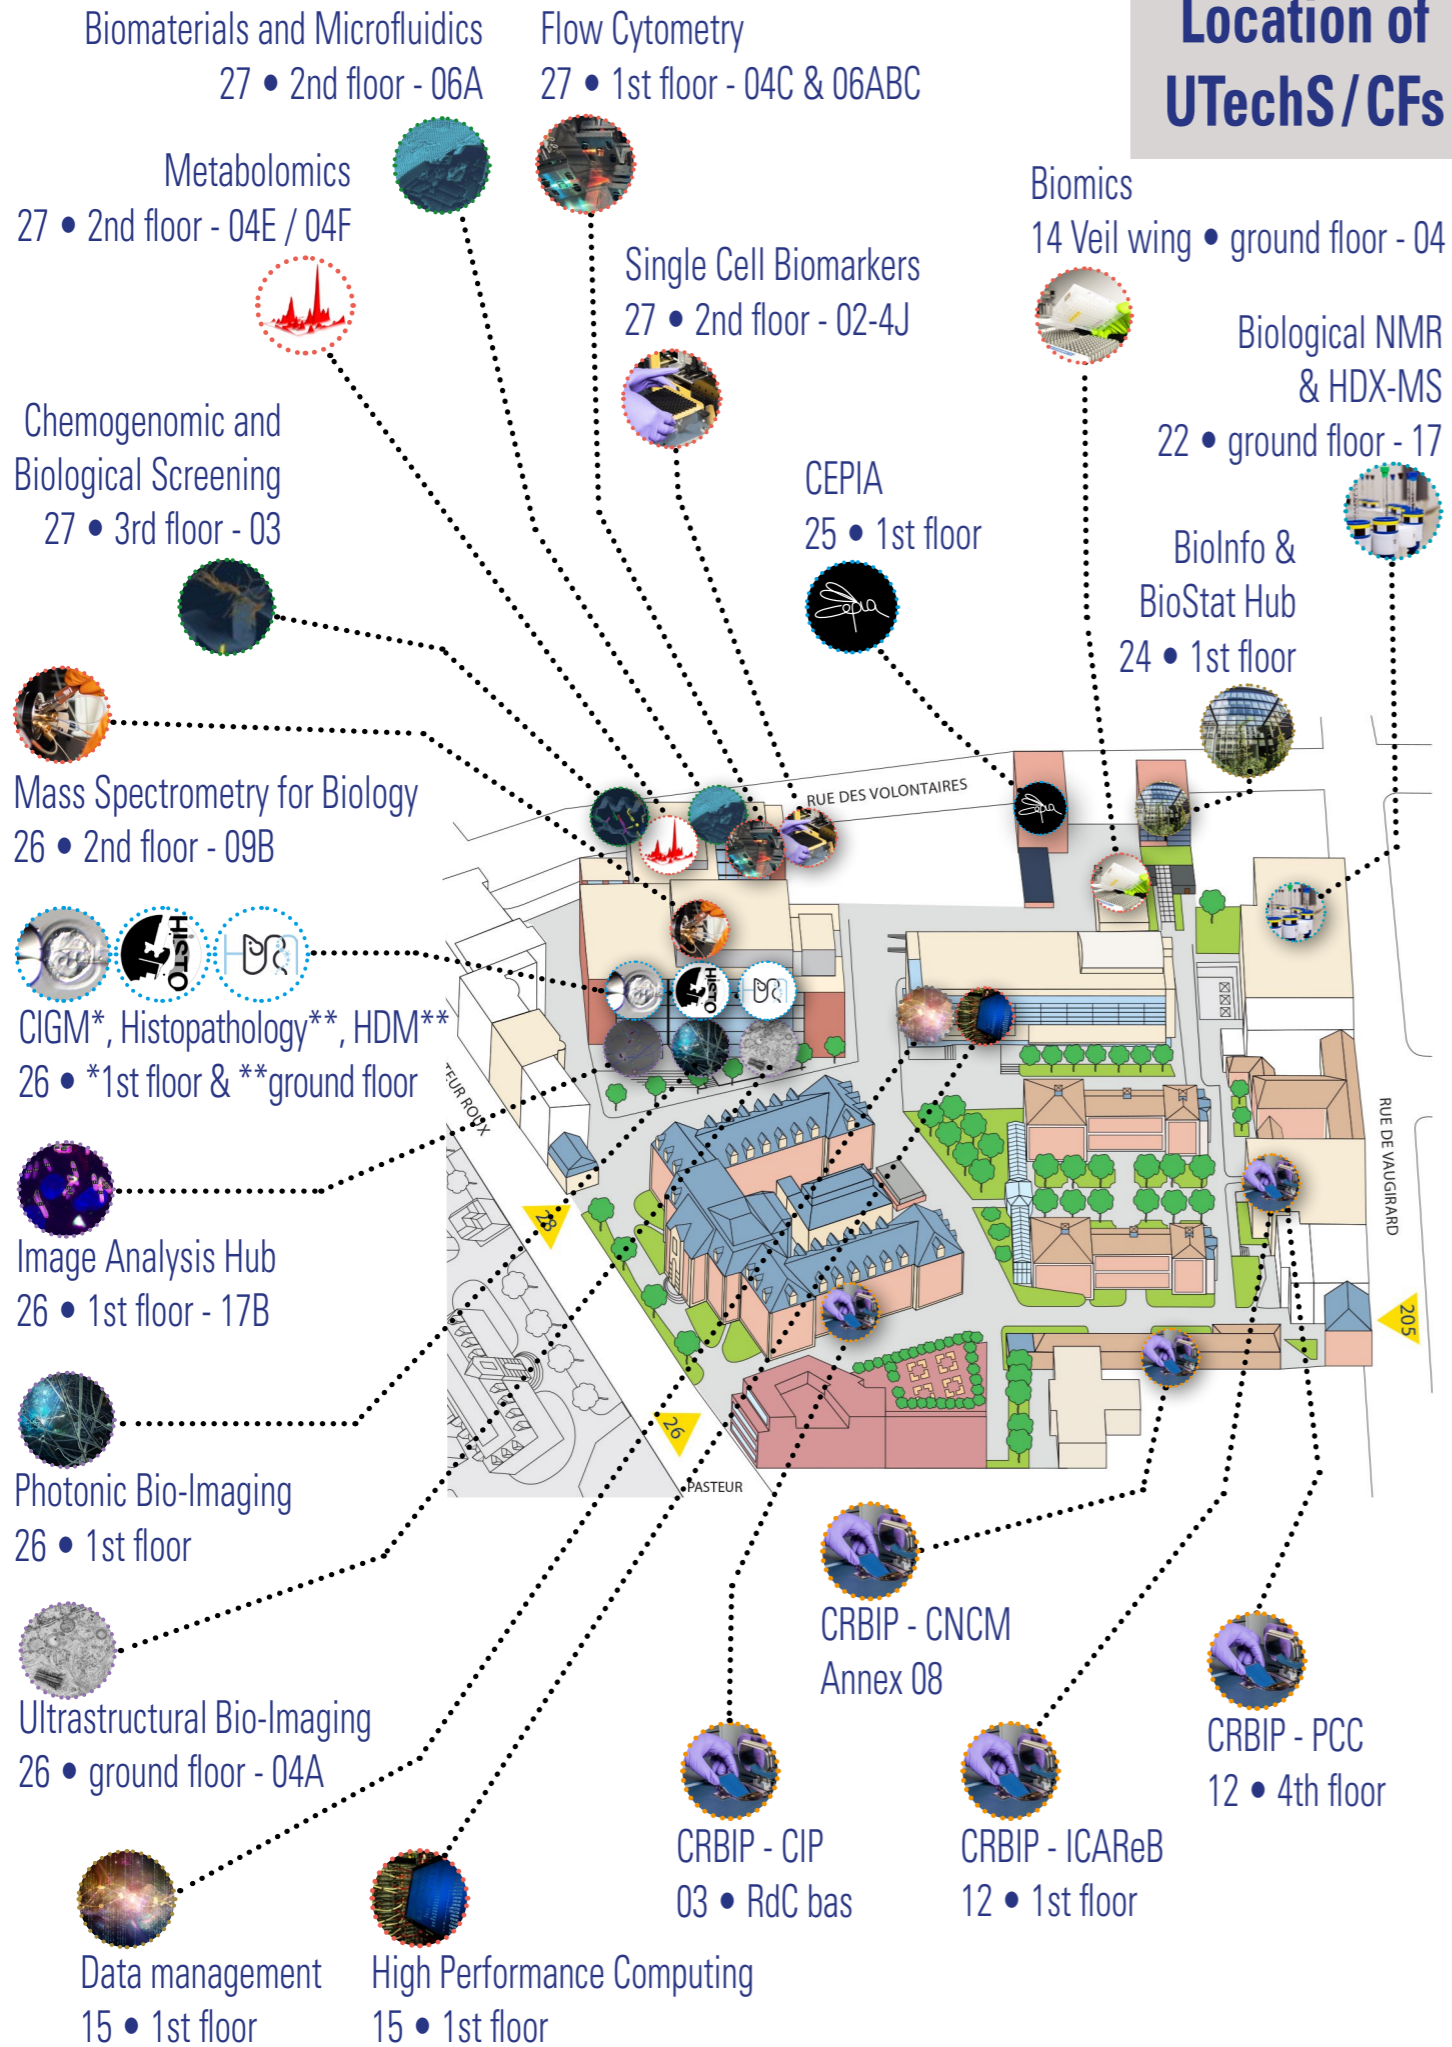 Location of
UTechS / CFs
Biomaterials and Microfluidics
27 • 2nd floor - 06A
Flow Cytometry
27 • 1st floor - 04C & 06ABC
Metabolomics
27 • 2nd floor - 04E / 04F
Biomics
14 Veil wing • ground floor - 04
Single Cell Biomarkers
27 • 2nd floor - 02-4J
Biological NMR
& HDX-MS
22 • ground floor - 17
Chemogenomic and
Biological Screening
27 • 3rd floor - 03
CEPIA
25 • 1st floor
Cepia
BioInfo &
BioStat Hub
24 • 1st floor
Mass Spectrometry for Biology
26 • 2nd floor - 09B
RUE DES VOLONTAIRES
Cepia
HISTO
HISTO
CIGM*, Histopathology**, HDM**
26 • *1st floor & **ground floor
TEUR ROUX
RUE DE VAUGIRARD
Image Analysis Hub
26 • 1st floor - 17B
28
205
26
PASTEUR
Photonic Bio-Imaging
26 • 1st floor
Ultrastructural Bio-Imaging
26 • ground floor - 04A
CRBIP - CNCM
Annex 08
CRBIP - PCC
12 • 4th floor
CRBIP - CIP
03 • RdC bas
CRBIP - ICAReB
12 • 1st floor
Data management
15 • 1st floor
High Performance Computing
15 • 1st floor